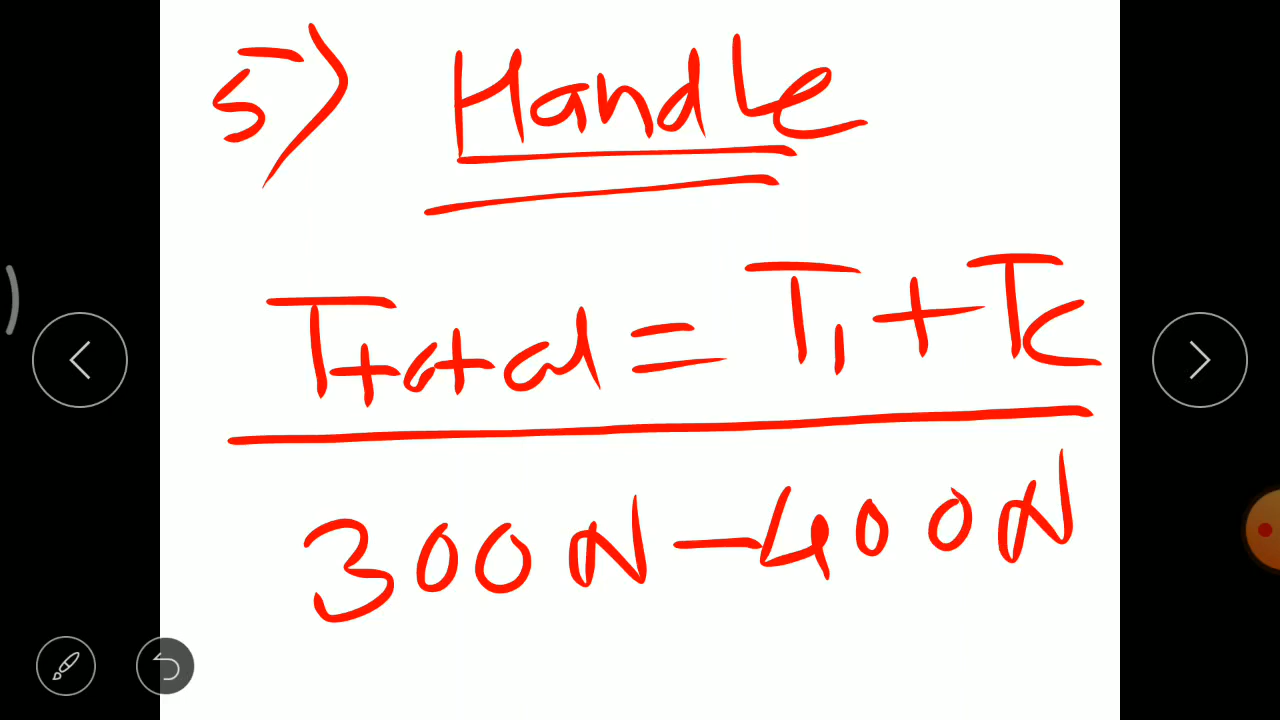 5) Handle
Ttotal = T1 + Tc
300N - 400N